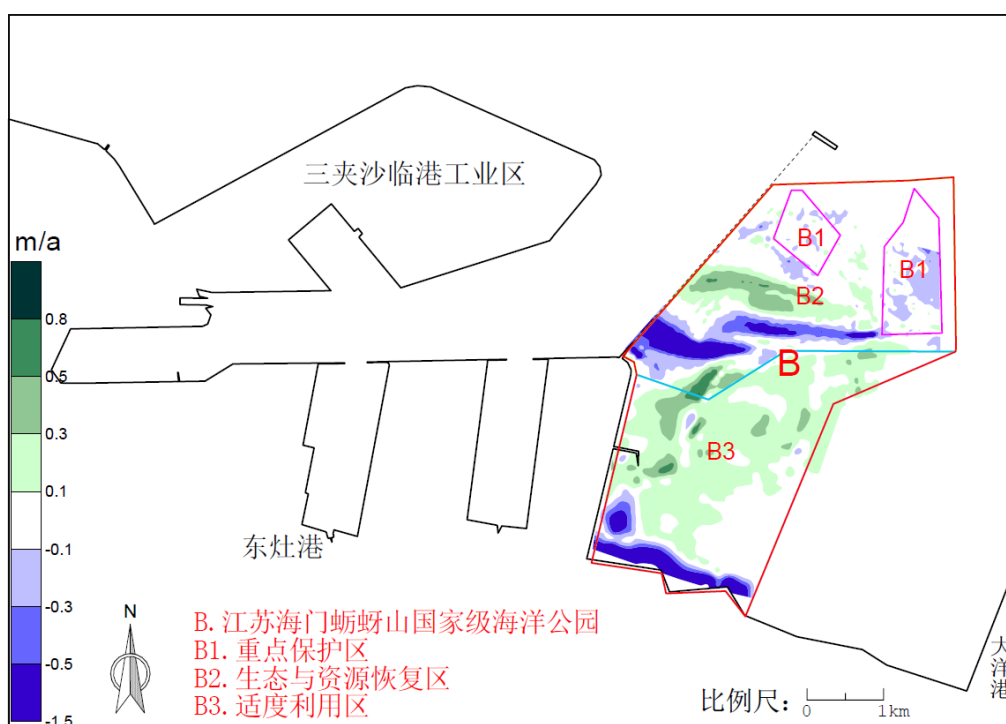 三夹沙临港工业区
m/a
B1
B1
B2
0.8
0.5
B
0.3
B3
0.1
-0.1
东灶港
-0.3
N
B.江苏海门蛎蚜山国家级海洋公园
B1.重点保护区
-0.5
B2.生态与资源恢复区
B3.适度利用区
-1.5
比例尺：
0 1km
大洋港